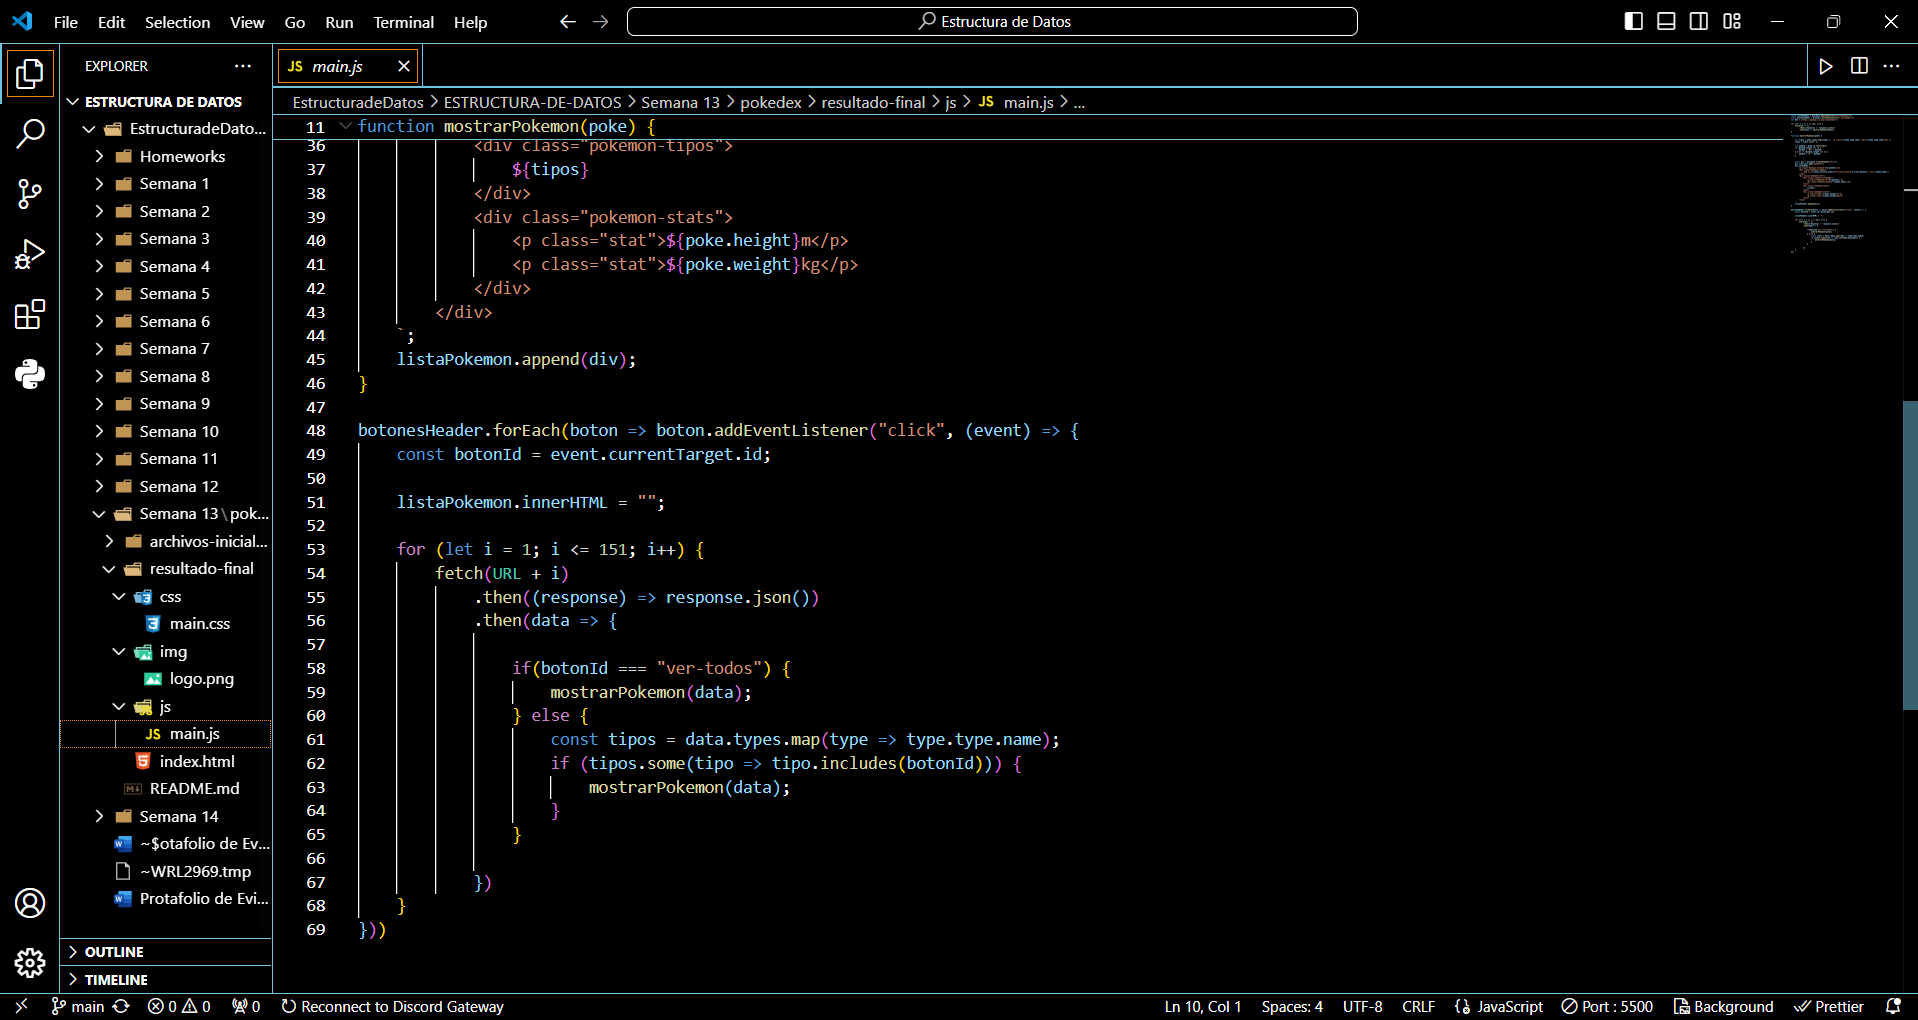 File Edit Selection View Go Run Terminal Help
Estructura de Datos
EXPLORER
ESTRUCTURA DE DATOS
EstructuradeDato...
Homeworks
Semana 1
Semana 2
Semana 3
Semana 4
Semana 5
Semana 6
Semana 7
Semana 8
Semana 9
Semana 10
Semana 11
Semana 12
Semana 13\pok...
archivos-inicial...
resultado-final
css
main.css
img
logo.png
js
JS main.js
index.html
README.md
Semana 14
~$otafolio de Ev...
~WRL2969.tmp
Protafolio de Evi...
OUTLINE
TIMELINE
JS main.js
EstructuradeDatos > ESTRUCTURA-DE-DATOS > Semana 13 > pokedex > resultado-final > js > JS main.js > ...
11 function mostrarPokemon(poke) {
36 <div class="pokemon-tipos">
37 ${tipos}
38 </div>
39 <div class="pokemon-stats">
40 <p class="stat">${poke.height}m</p>
41 <p class="stat">${poke.weight}kg</p>
42 </div>
43 </div>
44 `;
45 listaPokemon.append(div);
46 }
47
48 botonesHeader.forEach(boton => boton.addEventListener("click", (event) => {
49 const botonId = event.currentTarget.id;
50
51 listaPokemon.innerHTML = "";
52
53 for (let i = 1; i <= 151; i++) {
54 fetch(URL + i)
55 .then((response) => response.json())
56 .then(data => {
57
58 if(botonId === "ver-todos") {
59 mostrarPokemon(data);
60 } else {
61 const tipos = data.types.map(type => type.type.name);
62 if (tipos.some(tipo => tipo.includes(botonId))) {
63 mostrarPokemon(data);
64 }
65 }
66
67 })
68 }
69 }))
main 0 0 0 Reconnect to Discord Gateway Ln 10, Col 1 Spaces: 4 UTF-8 CRLF {} JavaScript Port : 5500 Background Prettier